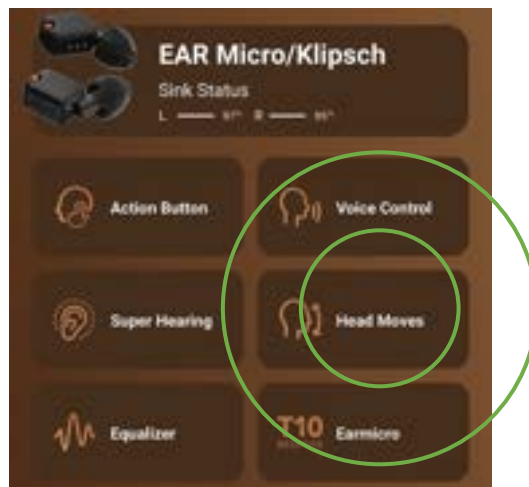 EAR Micro/Klipsch
Sink Status
L R
Action Button
Voice Control
Super Hearing
Head Moves
Equalizer
T10
Earmicro